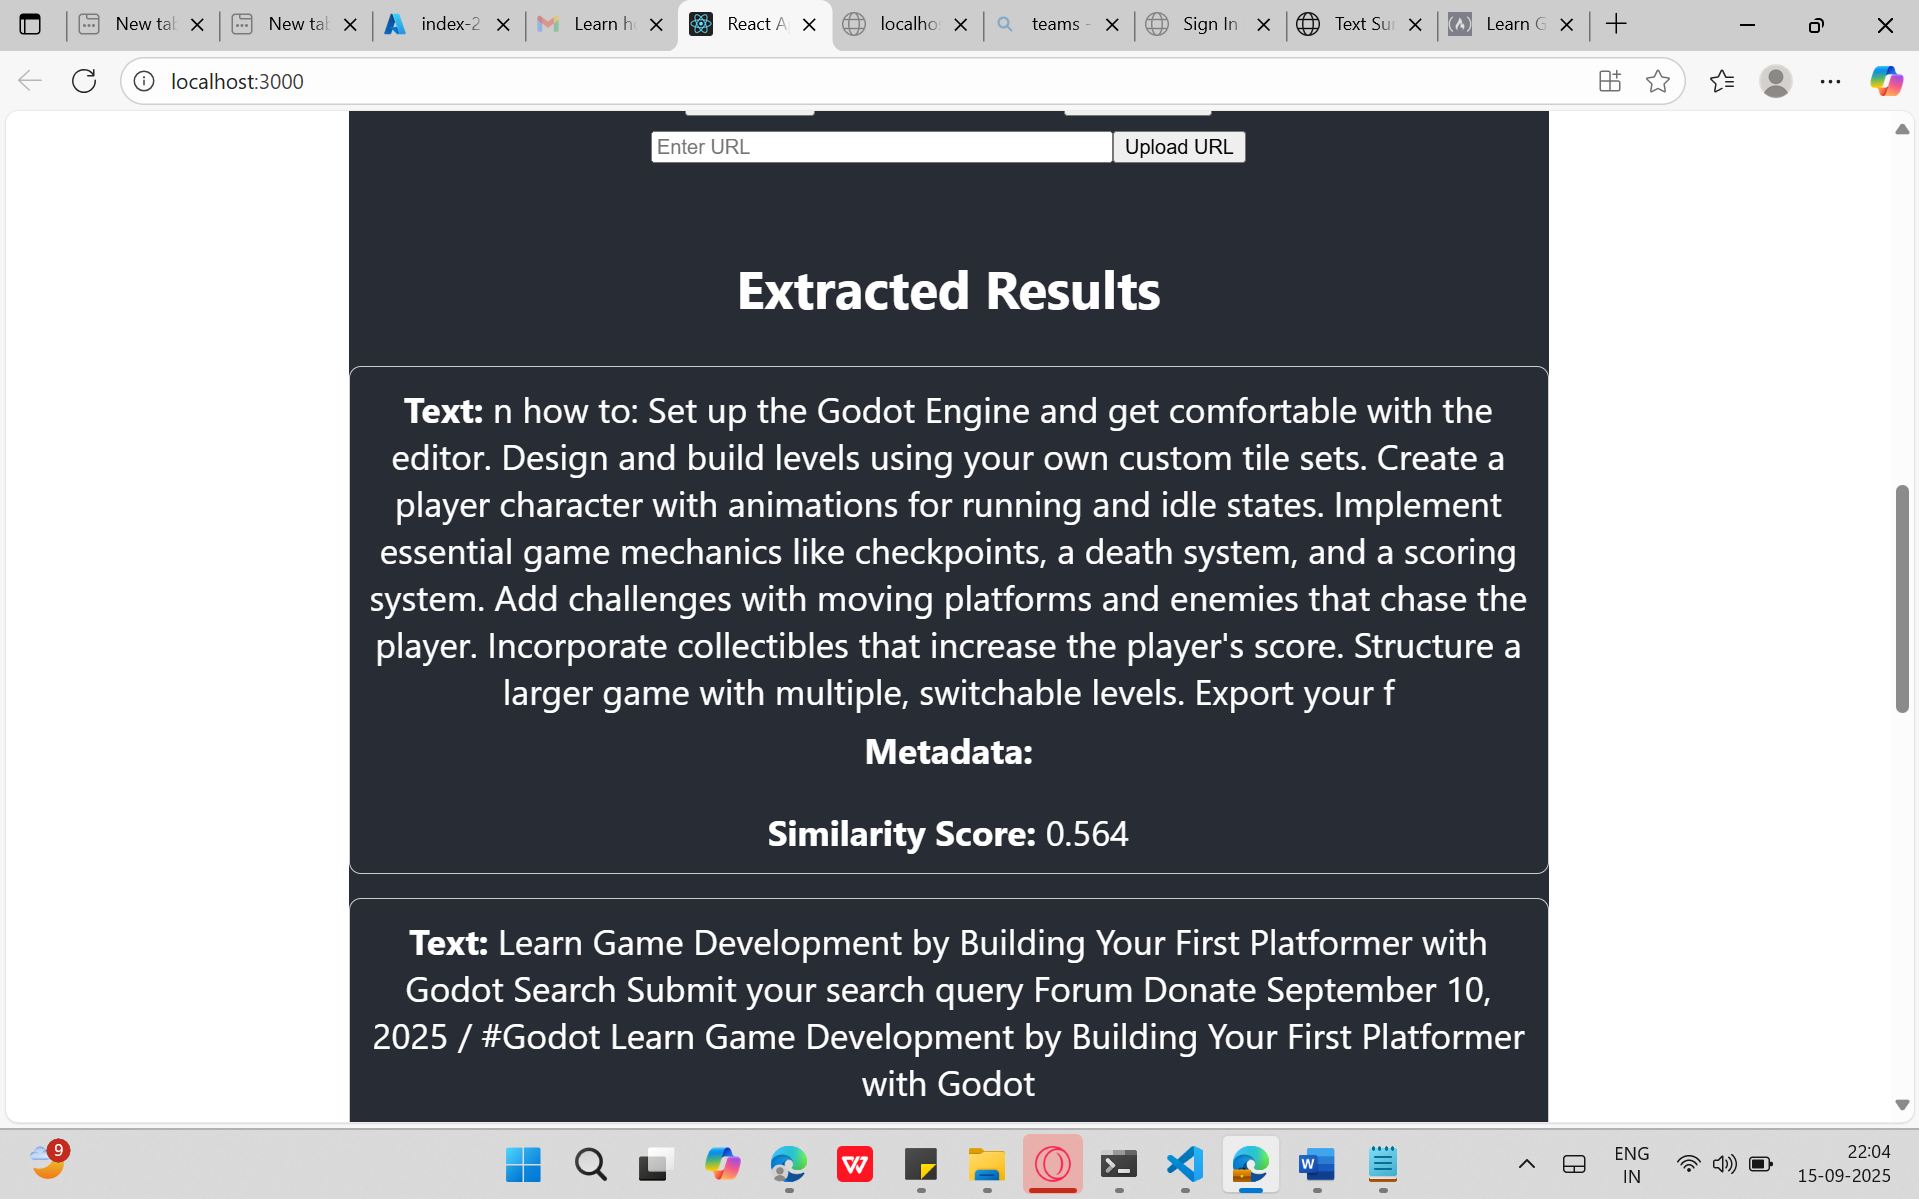 New tab
New tab
index-2
Learn h
React A
localho
teams -
Sign In
Text Su
Learn G
localhost:3000
Enter URL
Upload URL
Extracted Results
Text: n how to: Set up the Godot Engine and get comfortable with the
editor. Design and build levels using your own custom tile sets. Create a
player character with animations for running and idle states. Implement
essential game mechanics like checkpoints, a death system, and a scoring
system. Add challenges with moving platforms and enemies that chase the
player. Incorporate collectibles that increase the player's score. Structure a
larger game with multiple, switchable levels. Export your f
Metadata:
Similarity Score: 0.564
Text: Learn Game Development by Building Your First Platformer with
Godot Search Submit your search query Forum Donate September 10,
2025 / #Godot Learn Game Development by Building Your First Platformer
with Godot
9
ENG
IN
22:04
15-09-2025